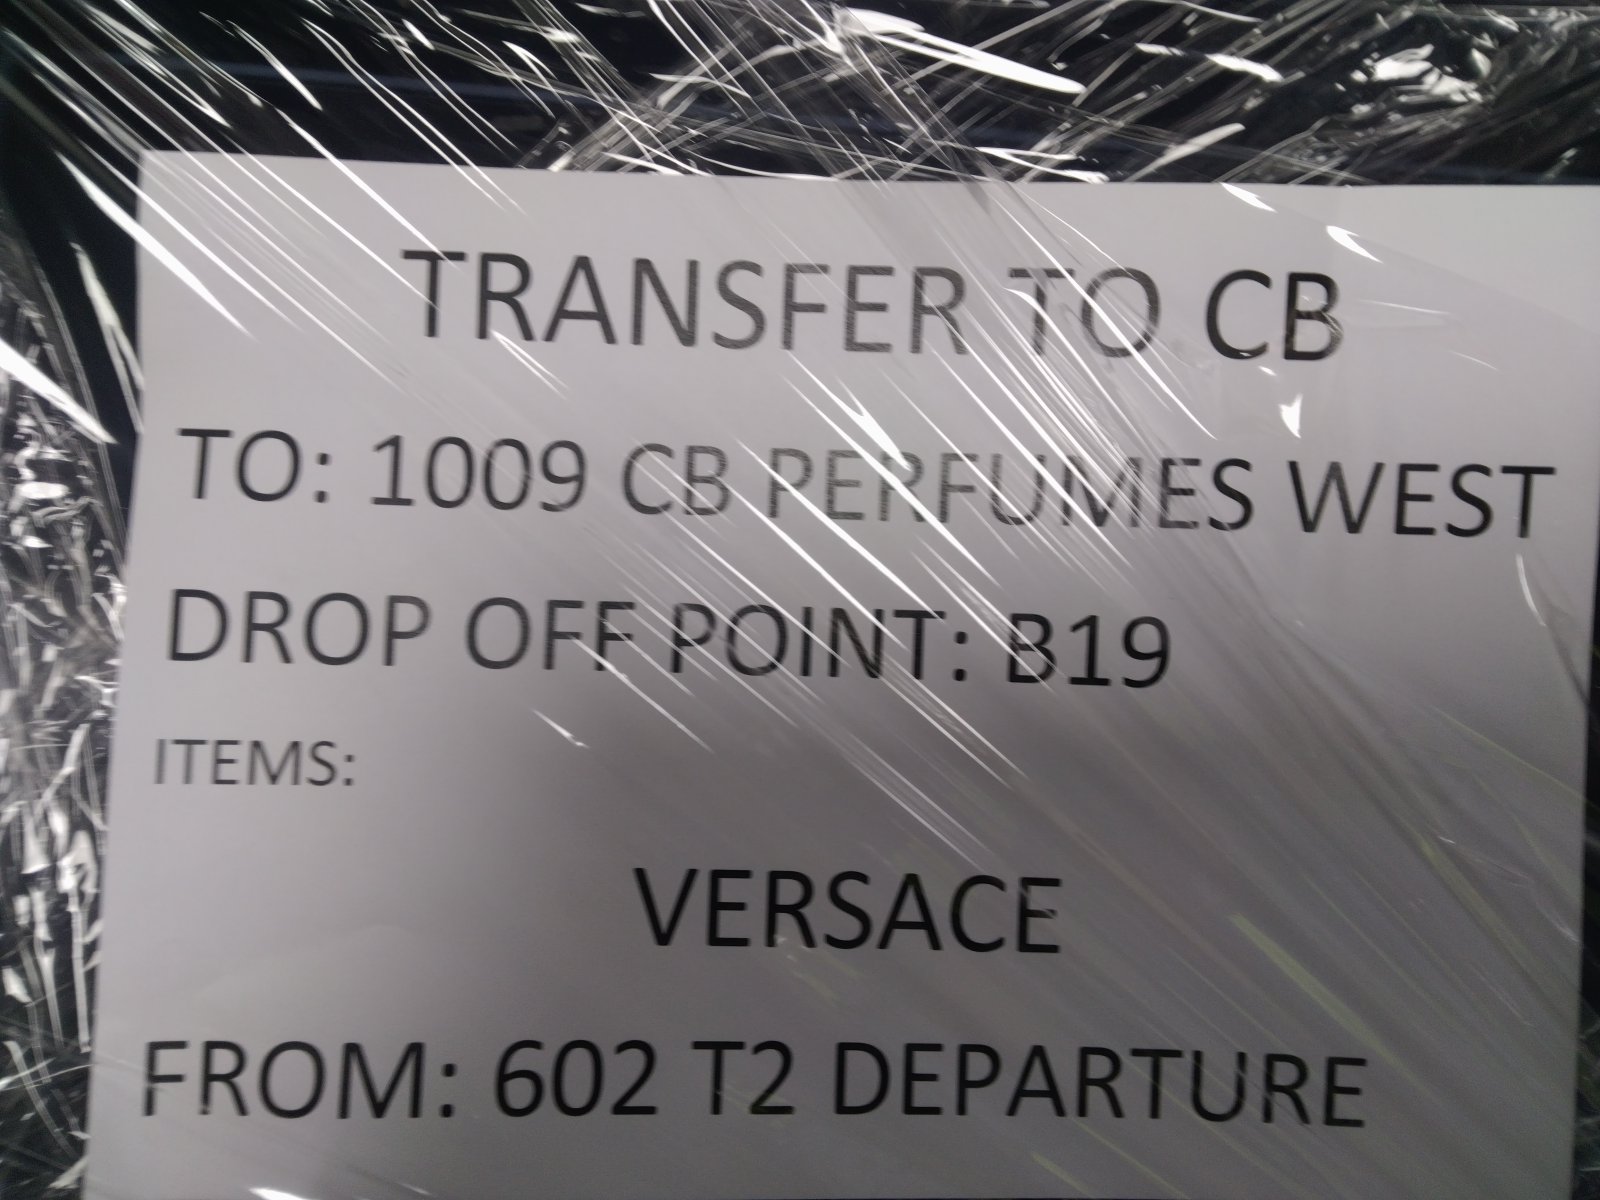 TRANSFER TO CB
TO: 1009 CB PERFUMES WEST
DROP OFF POINT: B19
ITEMS:
VERSACE
FROM: 602 T2 DEPARTURE